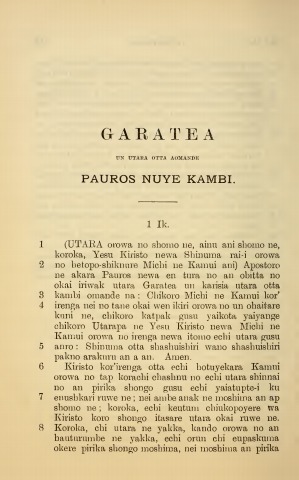 GARATEA
UN UTARA OTTA AOMANDE
PAUROS NUYE KAMBI.
1 Ik.
1 (UTARA orowa no shomo ne, ainu ani shomo ne,
koroka, Yesu Kiristo newa Shinuma rai-i orowa
2 no hetopo-shiknure Michi ne Kamui ani) Apostoro
ne akara Pauros newa en tura no an obitta no
okai iriwak utara Garatea un karisia utara otta
3 kambi omande na: Chikoro Michi ne Kamui kor'
4 irenga nei no tane okai wen ikiri orowa no un obaitare
kuni ne, chikoro katpak gusu yaikota yaiyange
chikoro Utarapa ne Yesu Kiristo newa Michi ne
Kamui orowa no irenga newa itomo echi utara gusu
5 anro: Shinuma otta shashuishiri wano shashuishiri
pakno arakuru an a an. Amen.
6 Kiristo kor'irenga otta echi hotuyekara Kamui
orowa no tap korachi chashnu no echi utara shinnai
no an pirika shongo gusu echi yaiatupte-i ku
7 enushkari ruwe ne; nei ambe anak ne moshima an ap
shomo ne; koroka, echi keutum chiukopoyere wa
Kiristo koro shongo itasare utara okai ruwe ne.
8 Koroka, chi utara ne yakka, kando orowa no an
hauturumbe ne yakka, echi orun chi eupaskuma
okere pirika shongo moshima, nei moshima an pirika